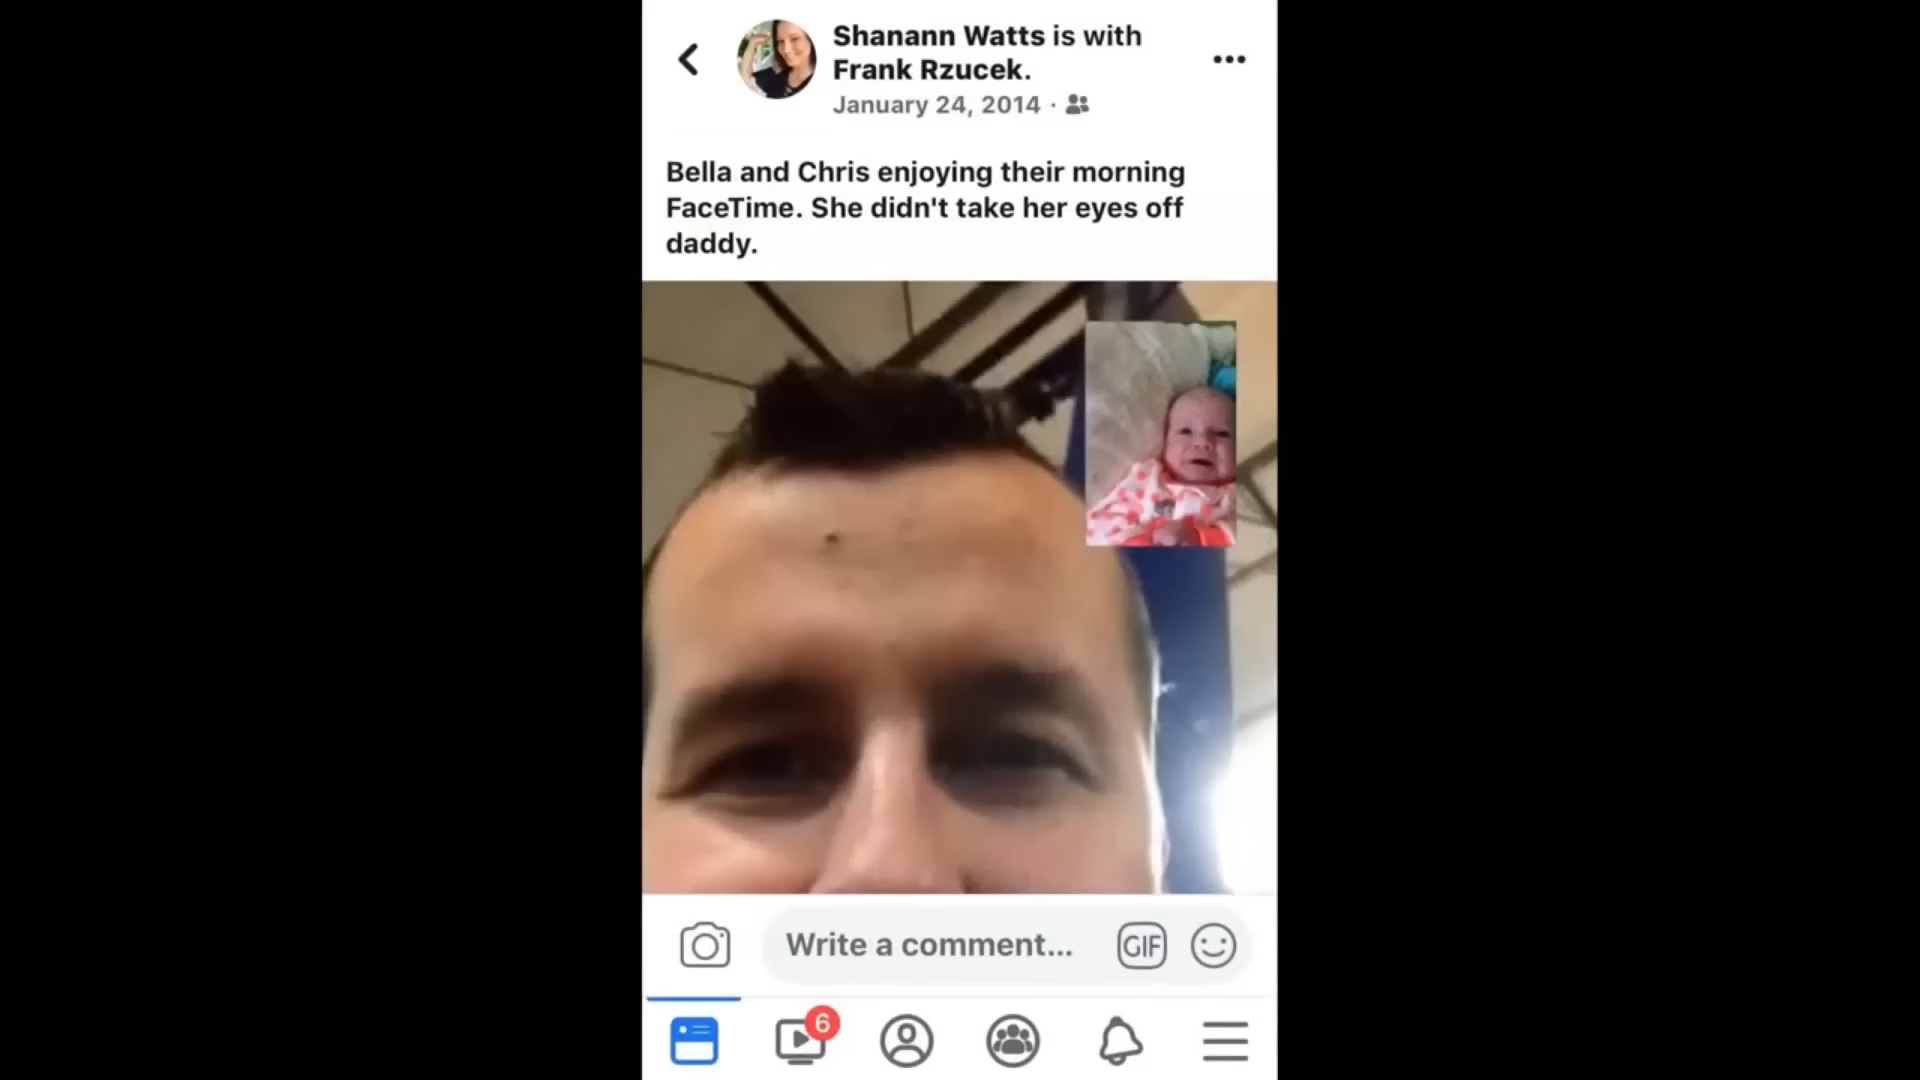 Shanann Watts is with
Frank Rzucek.
January 24, 2014 ·
Bella and Chris enjoying their morning
FaceTime. She didn't take her eyes off
daddy.
Write a comment...
GIF
6